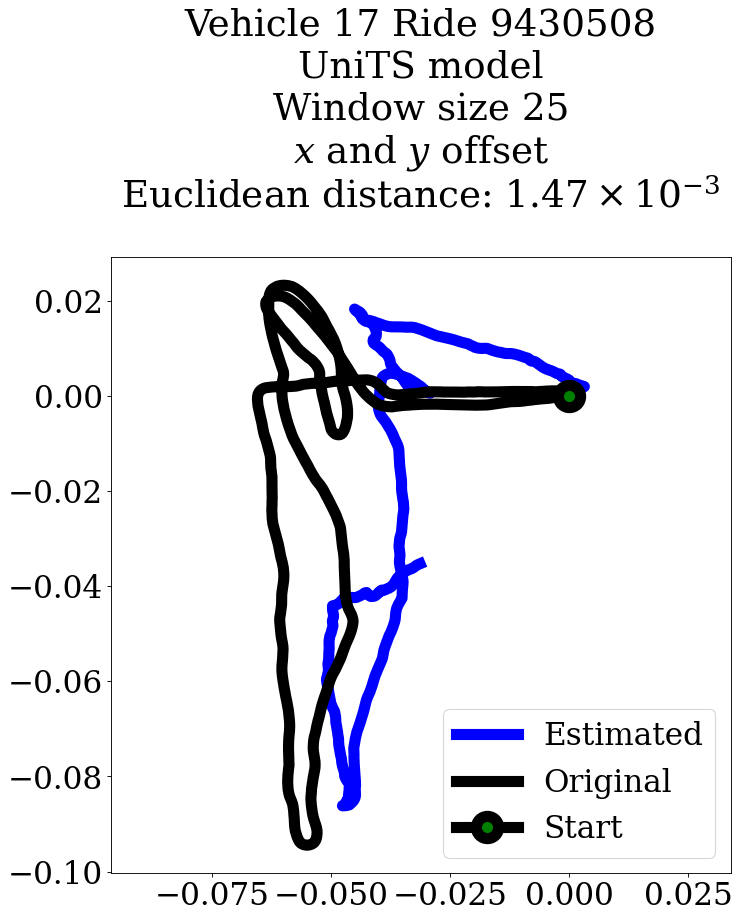 Vehicle 17 Ride 9430508
UniTS model
Window size 25
x and y offset
Euclidean distance: 1.47 × 10⁻³
0.02
0.00
−0.02
−0.04
−0.06
−0.08
−0.10
Estimated
Original
Start
−0.075 −0.050 −0.025 0.000 0.025